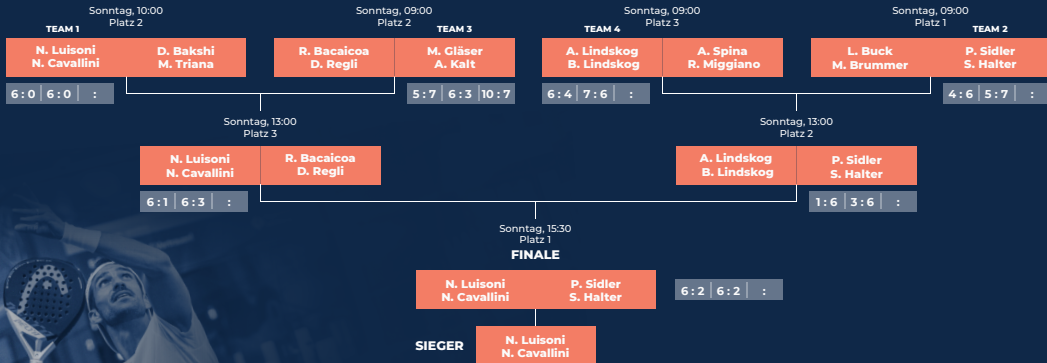 Sonntag, 10:00
Platz 2
Sonntag, 09:00
Platz 2
Sonntag, 09:00
Platz 3
Sonntag, 09:00
Platz 1
TEAM 1
TEAM 3
TEAM 4
TEAM 2
N. Luisoni
N. Cavallini
D. Bakshi
M. Triana
R. Bacaicoa
D. Regli
M. Gläser
A. Kalt
A. Lindskog
B. Lindskog
A. Spina
R. Miggiano
L. Buck
M. Brummer
P. Sidler
S. Halter
6:0 | 6:0 | :
5:7 | 6:3 | 10:7
6:4 | 7:6 | :
4:6 | 5:7 | :
Sonntag, 13:00
Platz 3
Sonntag, 13:00
Platz 2
N. Luisoni
N. Cavallini
R. Bacaicoa
D. Regli
A. Lindskog
B. Lindskog
P. Sidler
S. Halter
6:1 | 6:3 | :
1:6 | 3:6 | :
Sonntag, 15:30
Platz 1
FINALE
N. Luisoni
N. Cavallini
P. Sidler
S. Halter
6:2 | 6:2 | :
SIEGER
N. Luisoni
N. Cavallini